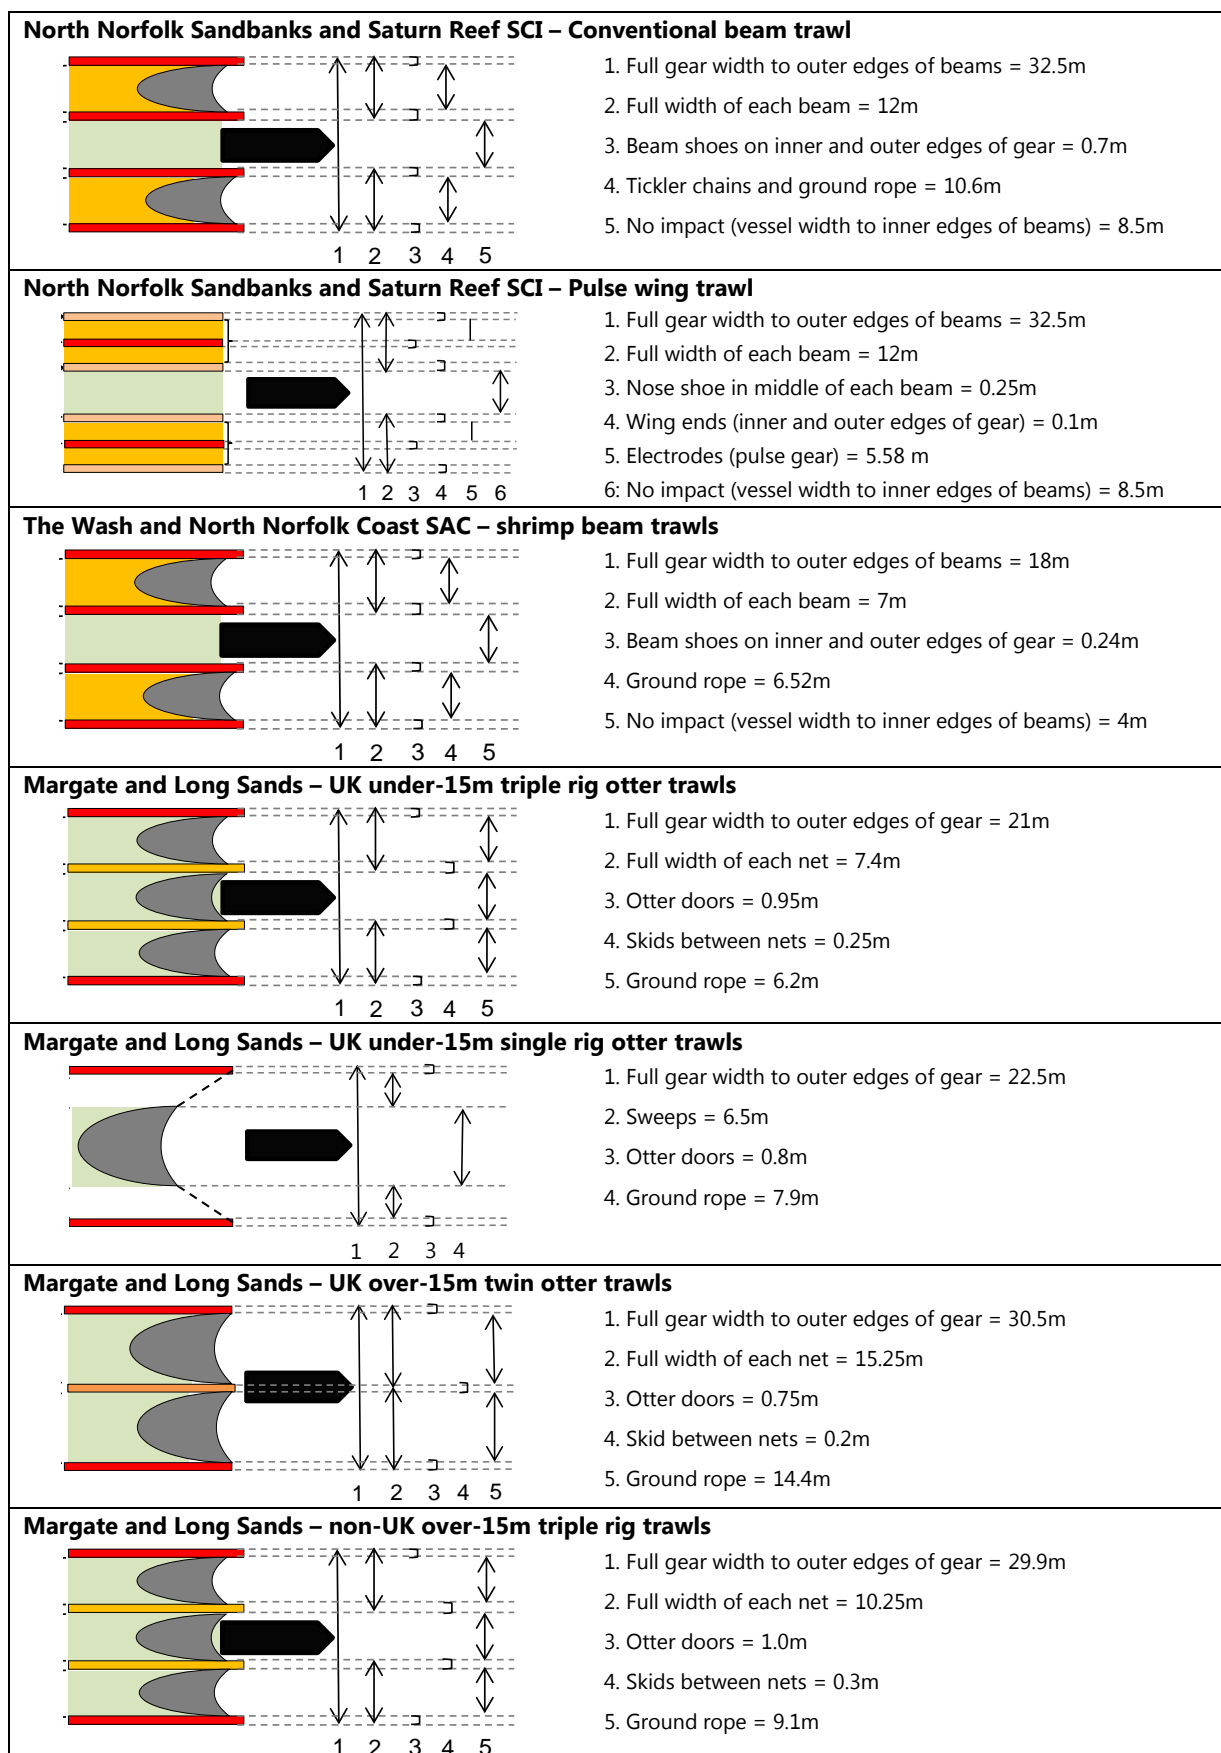 North Norfolk Sandbanks and Saturn Reef SCI – Conventional beam trawl
1. Full gear width to outer edges of beams = 32.5m
2. Full width of each beam = 12m
3. Beam shoes on inner and outer edges of gear = 0.7m
4. Tickler chains and ground rope = 10.6m
5. No impact (vessel width to inner edges of beams) = 8.5m
1 2 3 4 5
North Norfolk Sandbanks and Saturn Reef SCI – Pulse wing trawl
1. Full gear width to outer edges of beams = 32.5m
2. Full width of each beam = 12m
3. Nose shoe in middle of each beam = 0.25m
4. Wing ends (inner and outer edges of gear) = 0.1m
5. Electrodes (pulse gear) = 5.58 m
6: No impact (vessel width to inner edges of beams) = 8.5m
1 2 3 4 5 6
The Wash and North Norfolk Coast SAC – shrimp beam trawls
1. Full gear width to outer edges of beams = 18m
2. Full width of each beam = 7m
3. Beam shoes on inner and outer edges of gear = 0.24m
4. Ground rope = 6.52m
5. No impact (vessel width to inner edges of beams) = 4m
1 2 3 4 5
Margate and Long Sands – UK under-15m triple rig otter trawls
1. Full gear width to outer edges of gear = 21m
2. Full width of each net = 7.4m
3. Otter doors = 0.95m
4. Skids between nets = 0.25m
5. Ground rope = 6.2m
1 2 3 4 5
Margate and Long Sands – UK under-15m single rig otter trawls
1. Full gear width to outer edges of gear = 22.5m
2. Sweeps = 6.5m
3. Otter doors = 0.8m
4. Ground rope = 7.9m
1 2 3 4
Margate and Long Sands – UK over-15m twin otter trawls
1. Full gear width to outer edges of gear = 30.5m
2. Full width of each net = 15.25m
3. Otter doors = 0.75m
4. Skid between nets = 0.2m
5. Ground rope = 14.4m
1 2 3 4 5
Margate and Long Sands – non-UK over-15m triple rig trawls
1. Full gear width to outer edges of gear = 29.9m
2. Full width of each net = 10.25m
3. Otter doors = 1.0m
4. Skids between nets = 0.3m
5. Ground rope = 9.1m
1 2 3 4 5